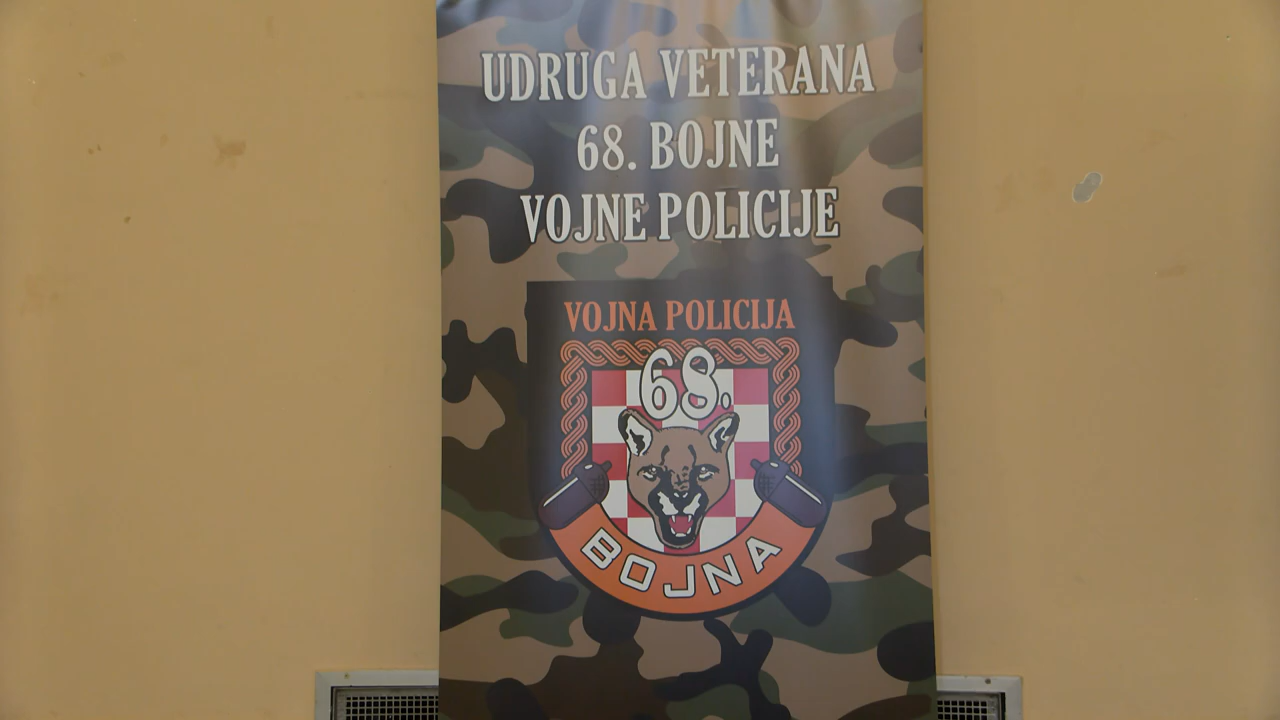 UDRUGA VETERANA
68. BOJNE
VOJNE POLICIJE
VOJNA POLICIJA
68.
BOJNA